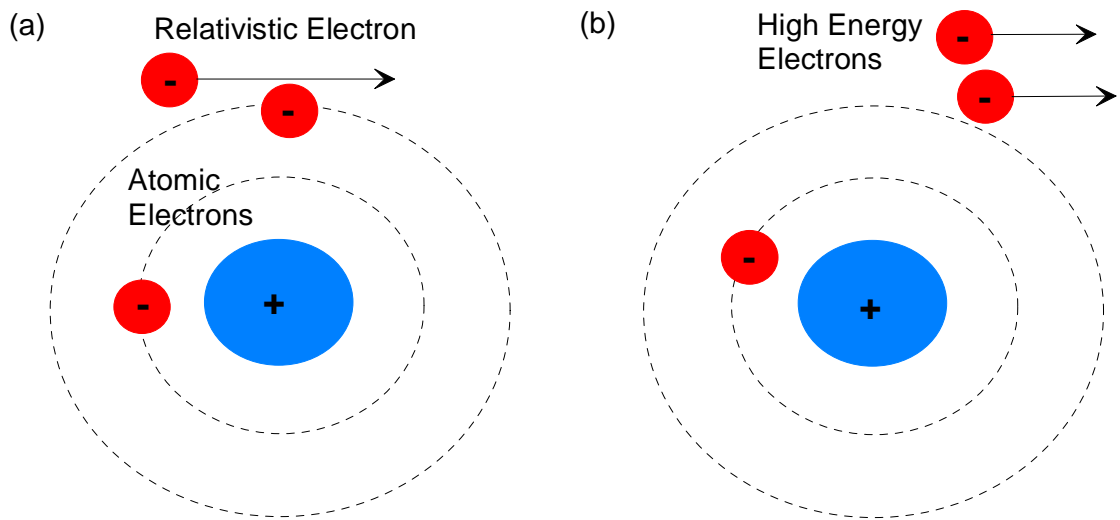 (a)
Relativistic Electron
-
-
Atomic
Electrons
-
+
(b)
High Energy
Electrons
-
-
-
+